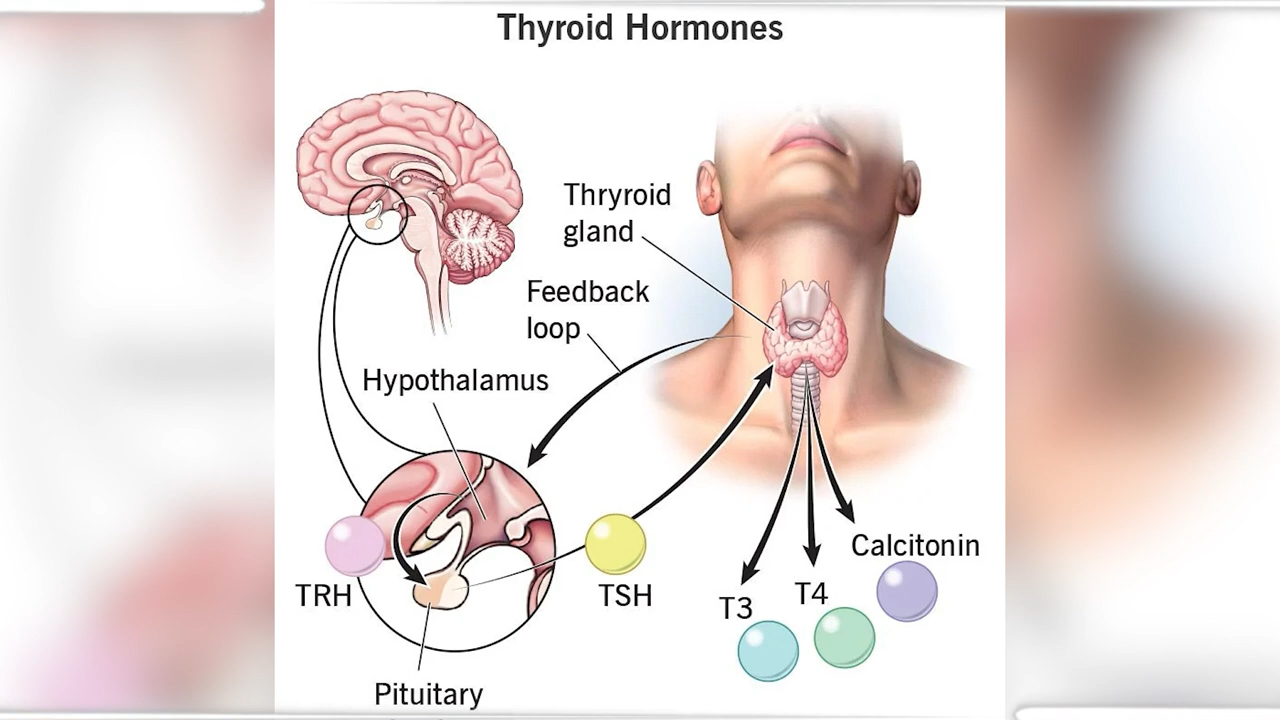 Thyroid Hormones
Thryroid
gland
Feedback
loop
Hypothalamus
TRH
TSH
Calcitonin
T4
T3
Pituitary